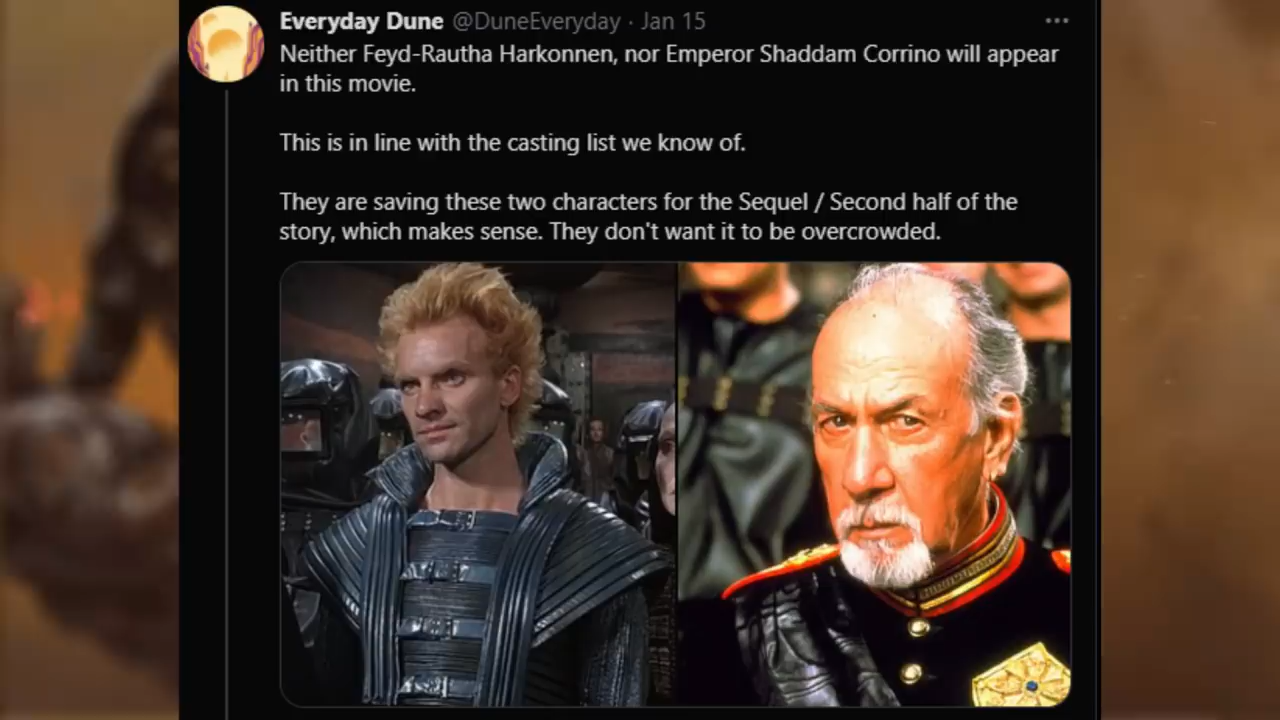 Everyday Dune @DuneEveryday · Jan 15
Neither Feyd-Rautha Harkonnen, nor Emperor Shaddam Corrino will appear
in this movie.
This is in line with the casting list we know of.
They are saving these two characters for the Sequel / Second half of the
story, which makes sense. They don't want it to be overcrowded.